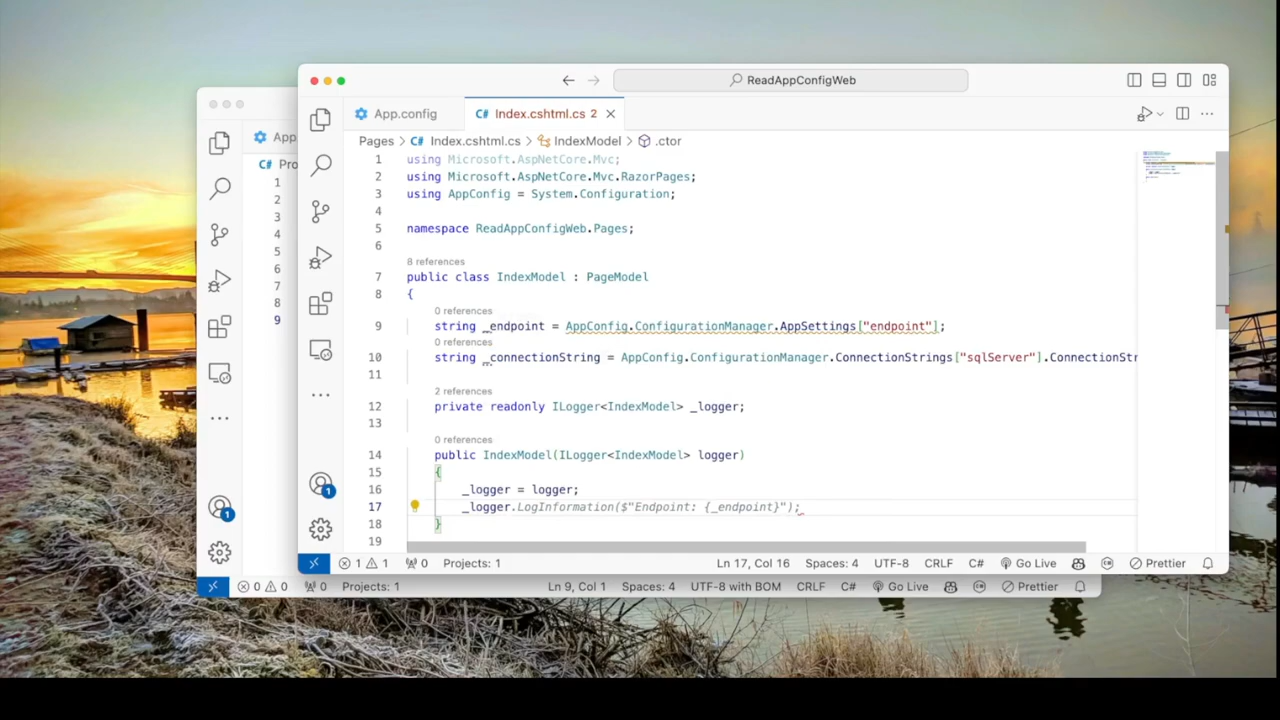 ReadAppConfigWeb
App.config
Index.cshtml.cs 2
Pages > C# Index.cshtml.cs > IndexModel > .ctor
1 using Microsoft.AspNetCore.Mvc;
2 using Microsoft.AspNetCore.Mvc.RazorPages;
3 using AppConfig = System.Configuration;
4
5 namespace ReadAppConfigWeb.Pages;
6
8 references
7 public class IndexModel : PageModel
8 {
0 references
9 string _endpoint = AppConfig.ConfigurationManager.AppSettings["endpoint"];
0 references
10 string _connectionString = AppConfig.ConfigurationManager.ConnectionStrings["sqlServer"].ConnectionStr
11
2 references
12 private readonly ILogger<IndexModel> _logger;
13
0 references
14 public IndexModel(ILogger<IndexModel> logger)
15 {
16 _logger = logger;
17 _logger.LogInformation($"Endpoint: {_endpoint}");
18 }
19
1
1 1 0 Projects: 1 Ln 17, Col 16 Spaces: 4 UTF-8 CRLF C# Go Live Prettier
App
C# Pro
1
2
3
4
5
6
7
8
9
1
0 0 0 Projects: 1 Ln 9, Col 1 Spaces: 4 UTF-8 with BOM CRLF C# Go Live Prettier